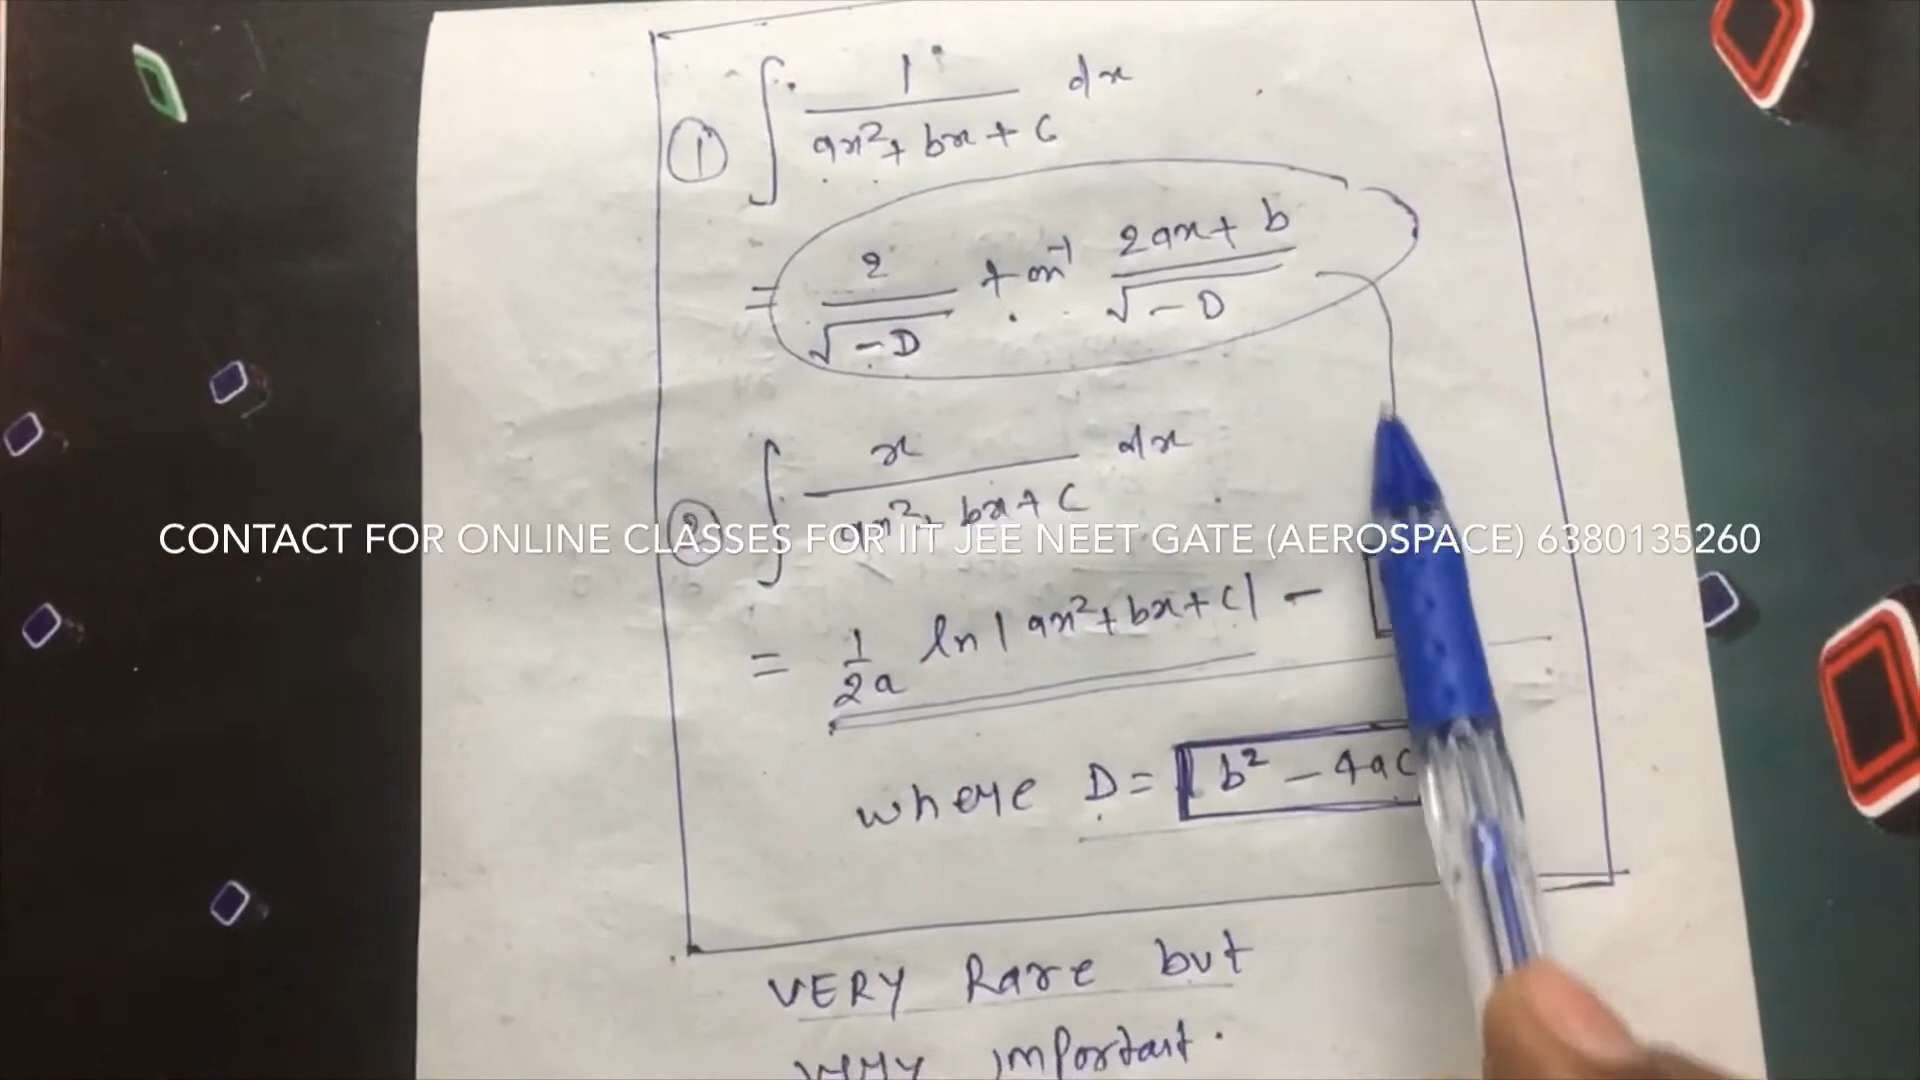 ① ∫ 1 / (ax² + bx + c) dx
= 2 / √-D tan⁻¹ (2ax + b) / √-D
② ∫ x / (ax² + bx + c) dx
CONTACT FOR ONLINE CLASSES FOR IIT JEE NEET GATE (AEROSPACE) 6380135260
= 1/2a ln | ax² + bx + c | -
where D = b² - 4ac
VERY Rare but
very important.